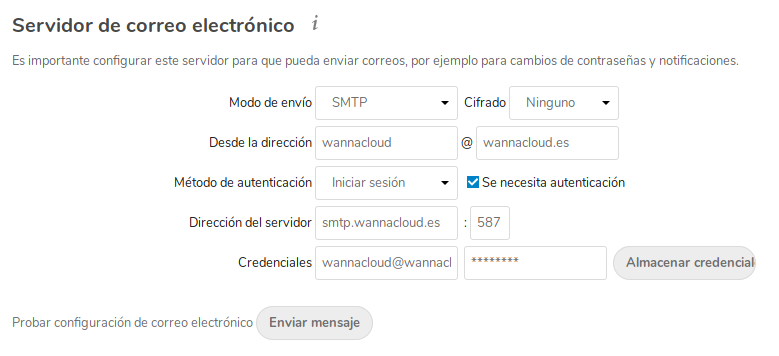 Servidor de correo electrónico i
Es importante configurar este servidor para que pueda enviar correos, por ejemplo para cambios de contraseñas y notificaciones.
Modo de envío SMTP Cifrado Ninguno
Desde la dirección wannacloud @ wannacloud.es
Método de autenticación Iniciar sesión Se necesita autenticación
Dirección del servidor smtp.wannacloud.es : 587
Credenciales wannacloud@wannacl ******** Almacenar credencial
Probar configuración de correo electrónico Enviar mensaje